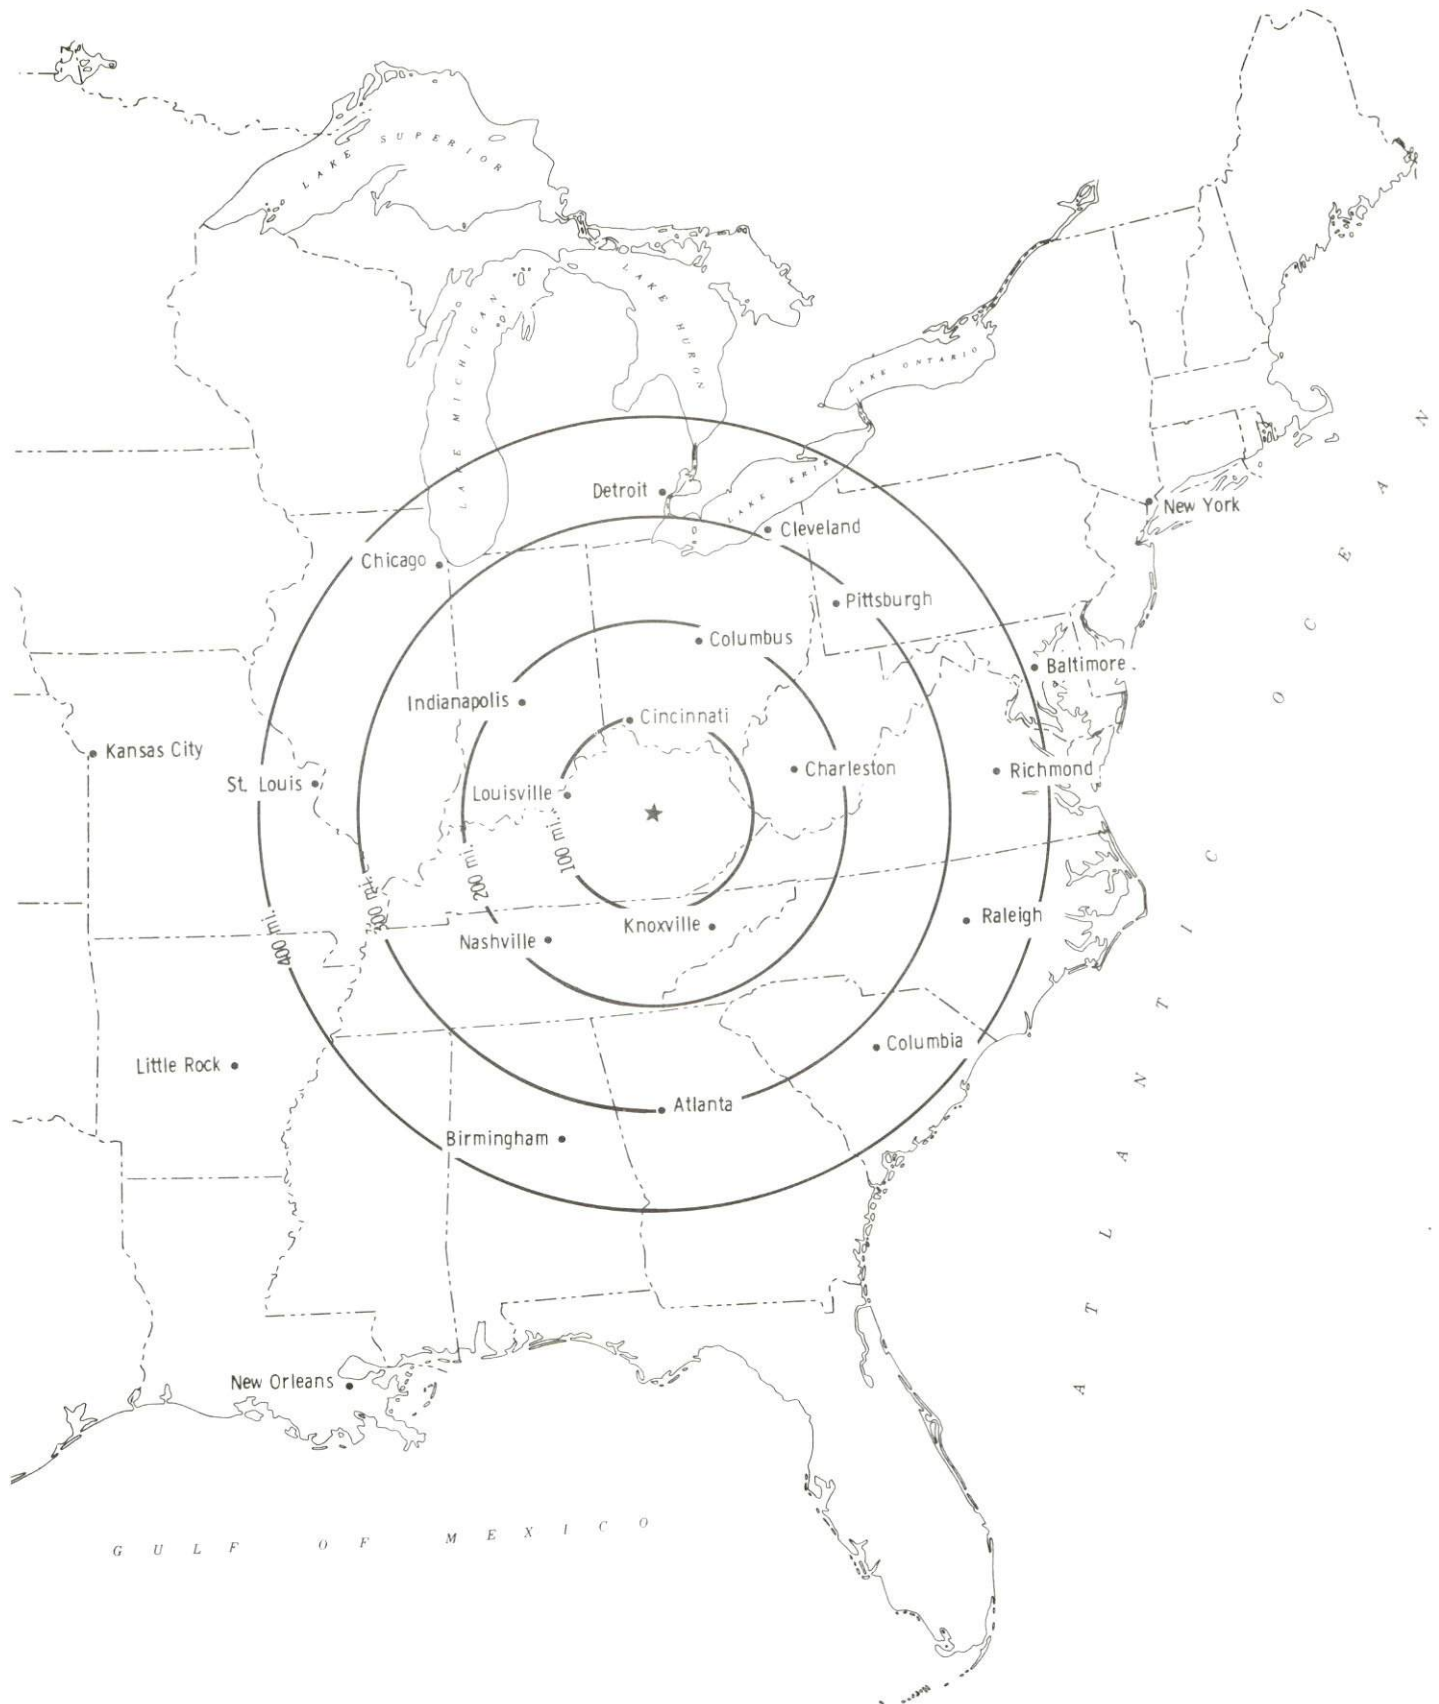 LAKE SUPERIOR
LAKE HURON
LAKE MICHIGAN
LAKE ONTARIO
LAKE ERIE
Detroit
Cleveland
New York
Chicago
Pittsburgh
Columbus
Baltimore
Indianapolis
Cincinnati
Kansas City
St. Louis
Louisville
Charleston
Richmond
100 mi.
200 mi.
300 mi.
400 mi.
Knoxville
Nashville
Raleigh
Columbia
Little Rock
Atlanta
Birmingham
New Orleans
ATLANTIC OCEAN
GULF OF MEXICO